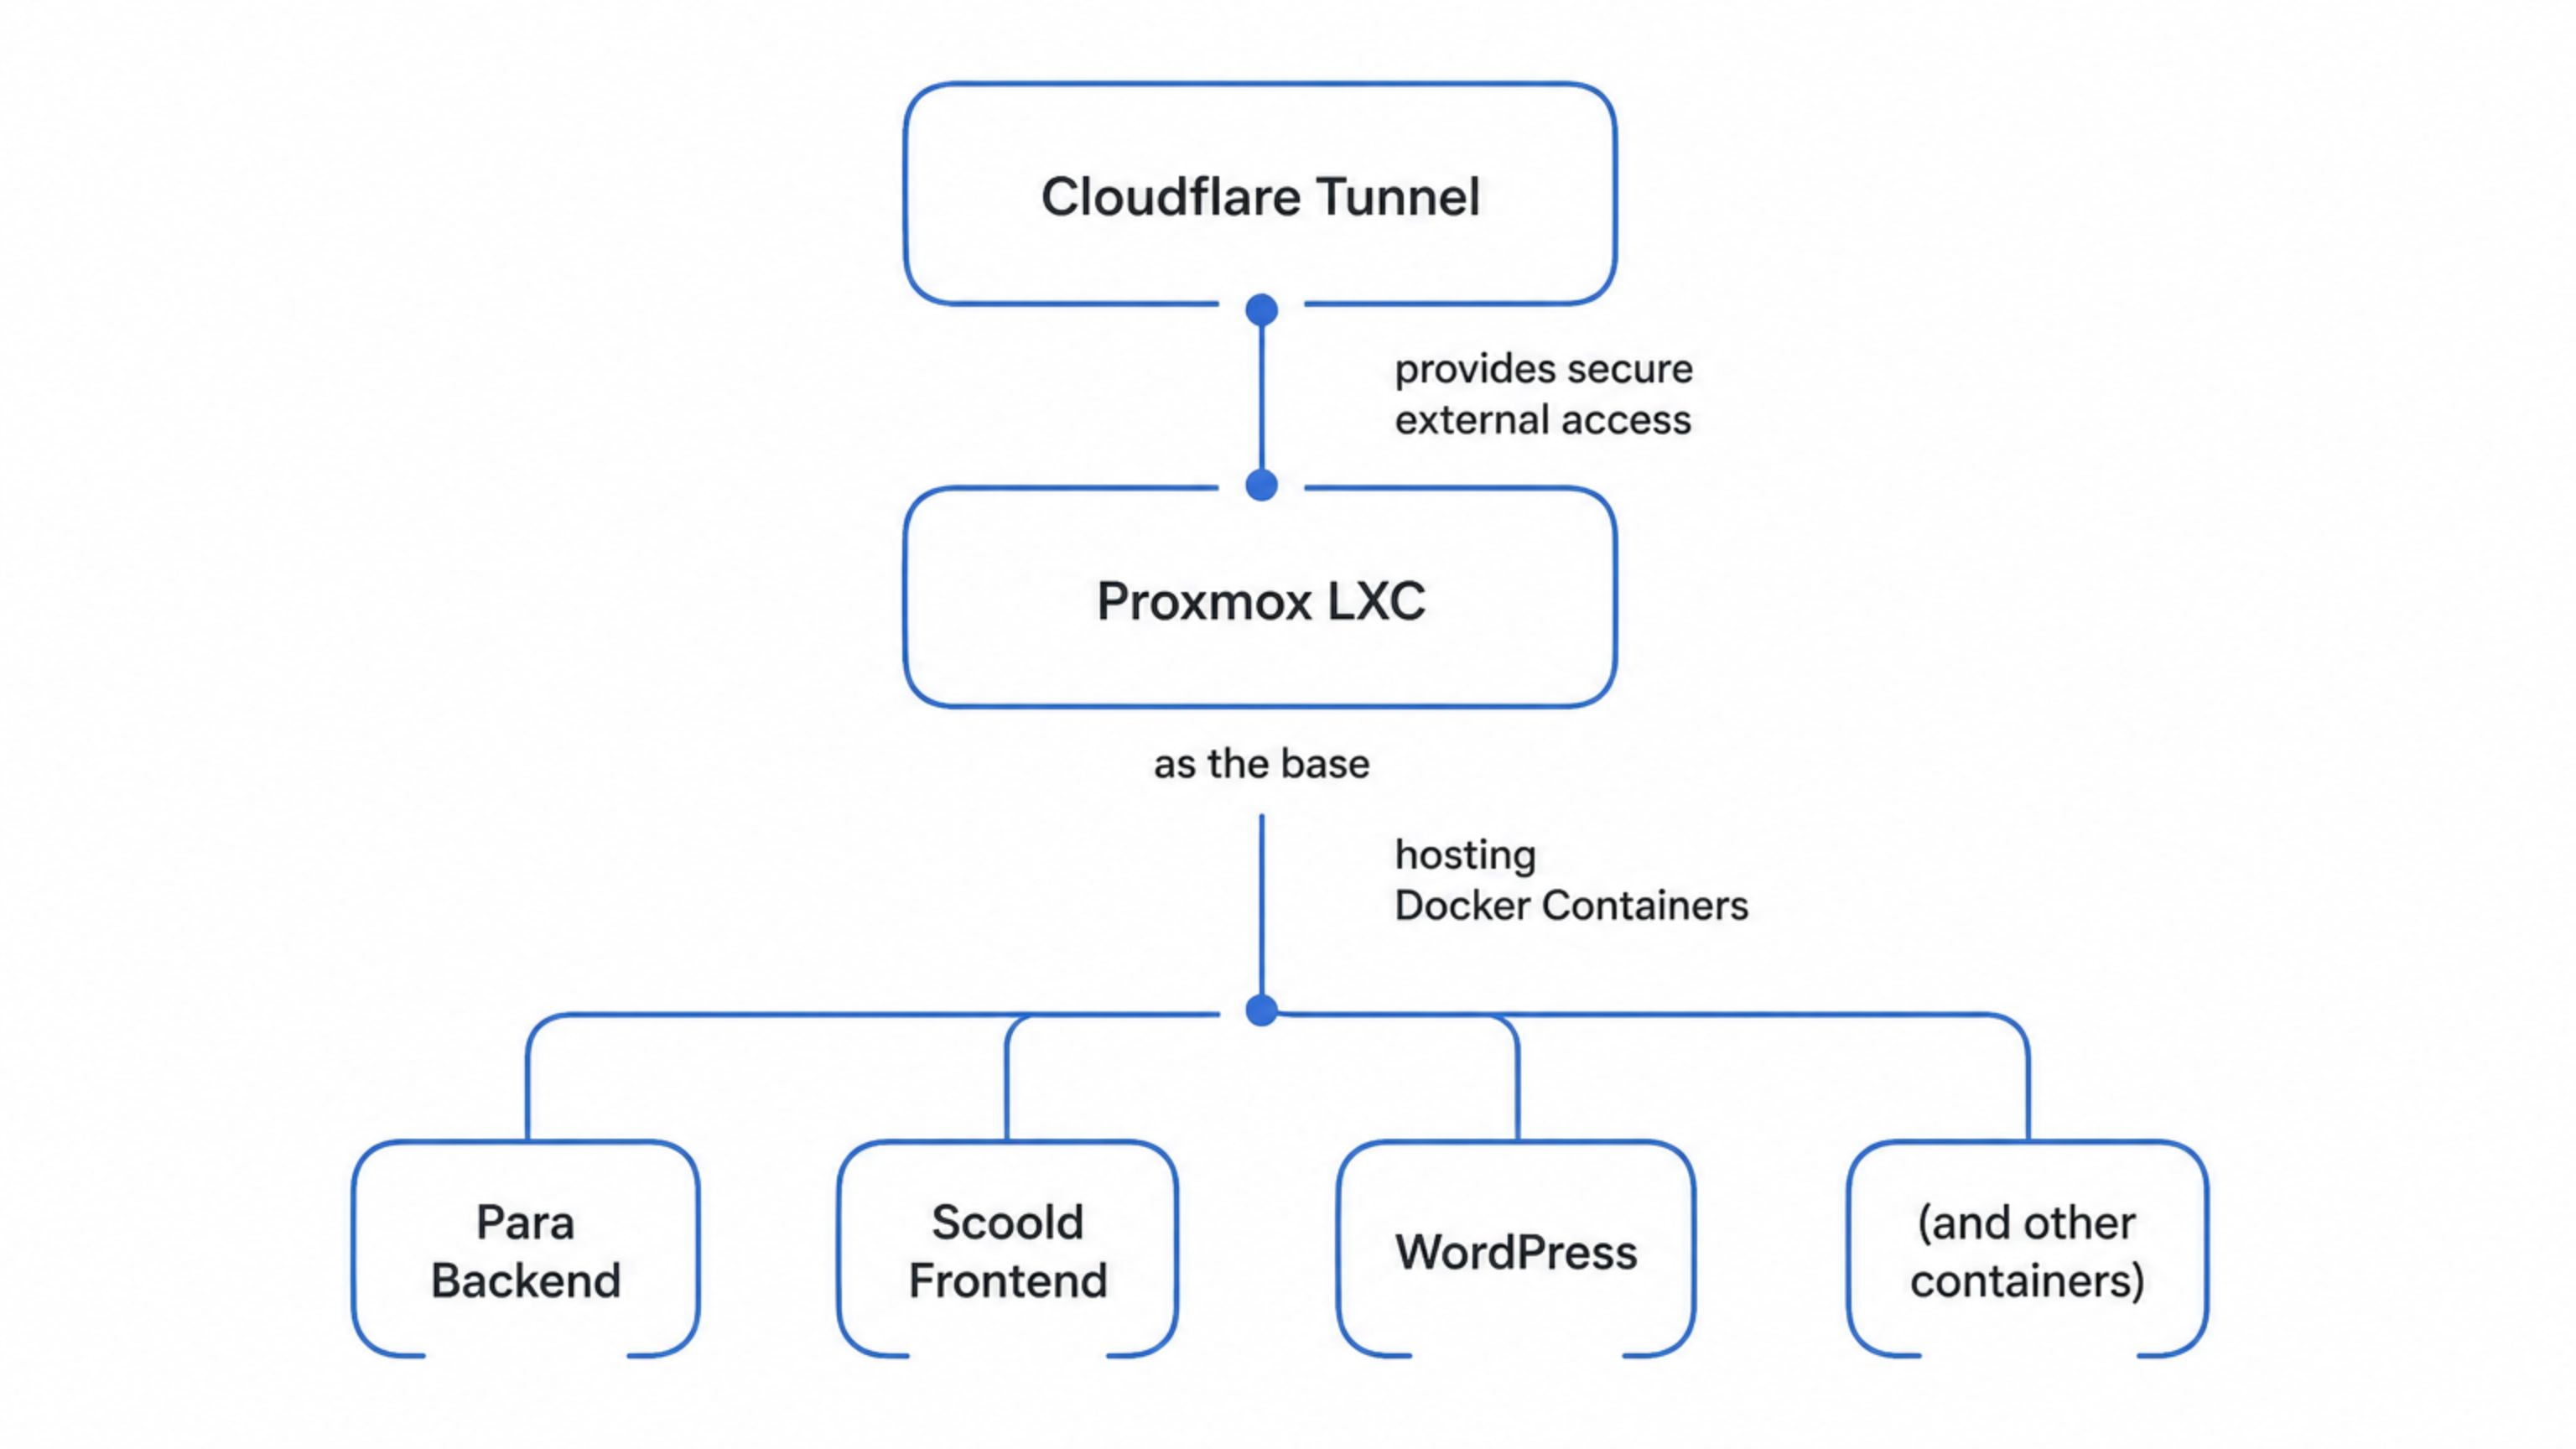 Cloudflare Tunnel
provides secure
external access
Proxmox LXC
as the base
hosting
Docker Containers
Para
Backend
Scoold
Frontend
WordPress
(and other
containers)